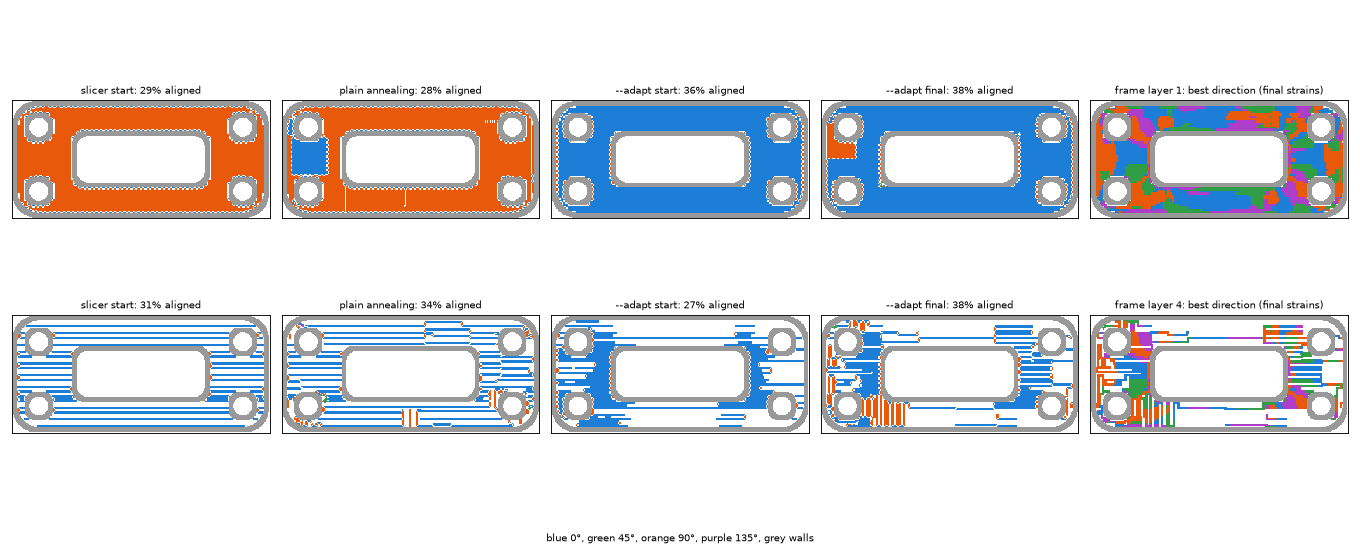 slicer start: 29% aligned
plain annealing: 28% aligned
--adapt start: 36% aligned
--adapt final: 38% aligned
frame layer 1: best direction (final strains)
slicer start: 31% aligned
plain annealing: 34% aligned
--adapt start: 27% aligned
--adapt final: 38% aligned
frame layer 4: best direction (final strains)
blue 0°, green 45°, orange 90°, purple 135°, grey walls